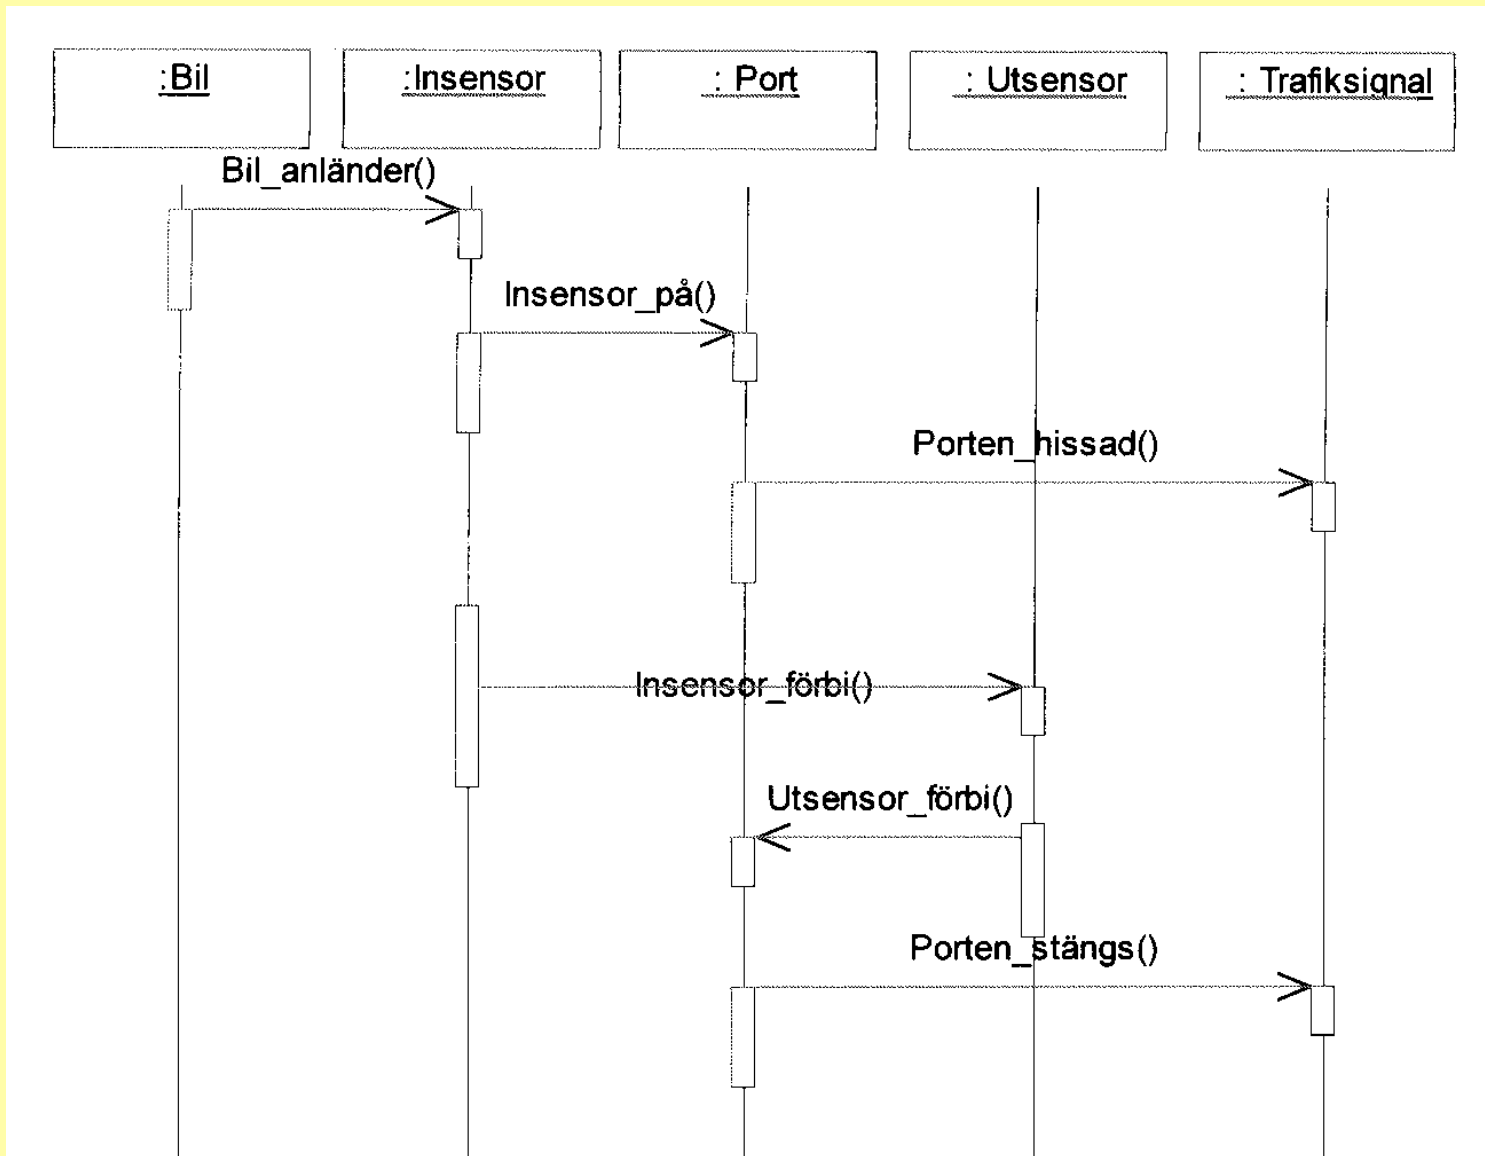 :Bil
:Insensor
: Port
: Utsensor
: Trafiksignal
Bil_anländer()
Insensor_på()
Porten_hissad()
Insensor_förbi()
Utsensor_förbi()
Porten_stängs()